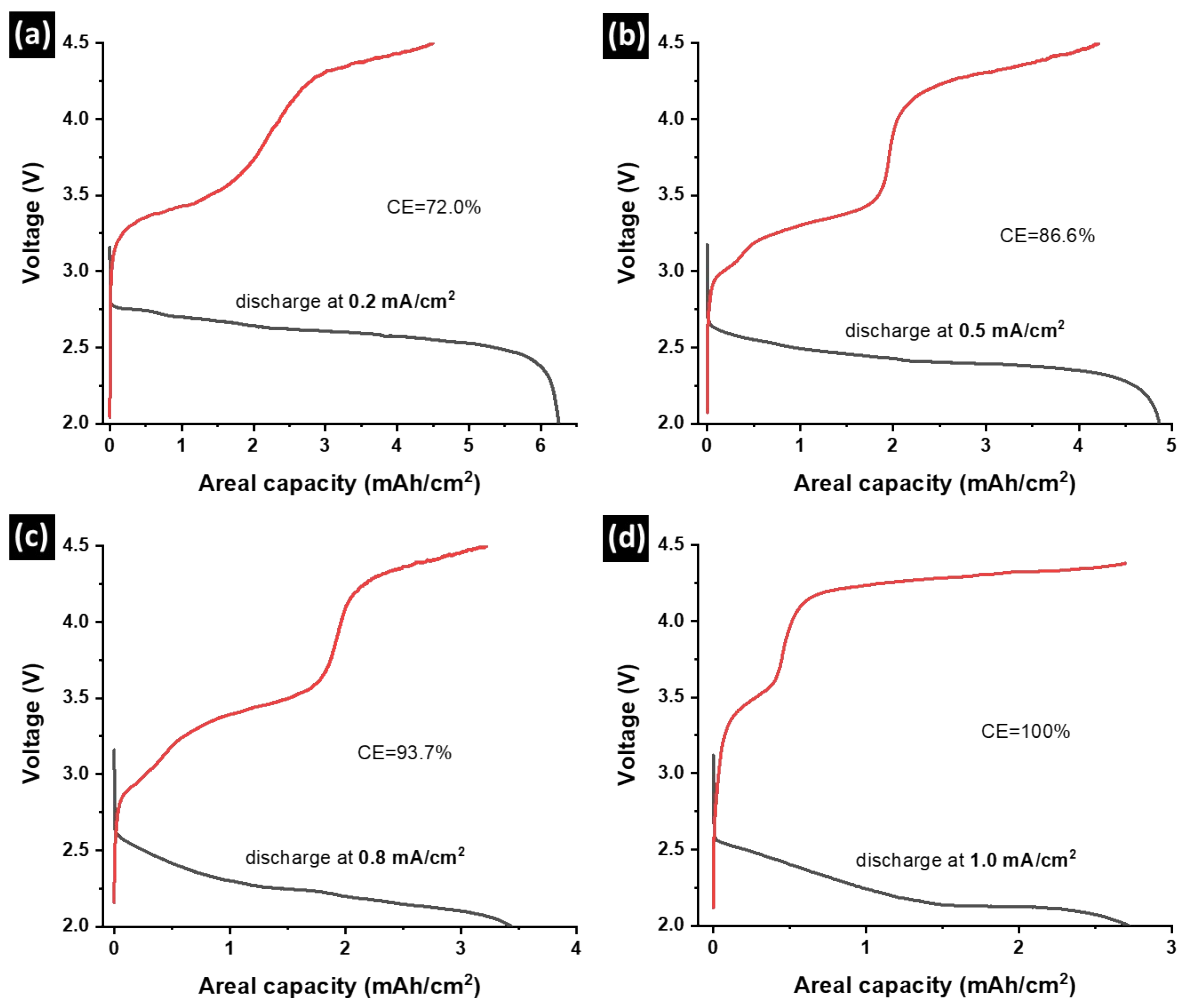 (a)
4.5
4.0
3.5
3.0
2.5
2.0
Voltage (V)
CE=72.0%
discharge at 0.2 mA/cm²
0 1 2 3 4 5 6
Areal capacity (mAh/cm²)
(b)
4.5
4.0
3.5
3.0
2.5
2.0
Voltage (V)
CE=86.6%
discharge at 0.5 mA/cm²
0 1 2 3 4 5
Areal capacity (mAh/cm²)
(c)
4.5
4.0
3.5
3.0
2.5
2.0
Voltage (V)
CE=93.7%
discharge at 0.8 mA/cm²
0 1 2 3 4
Areal capacity (mAh/cm²)
(d)
4.5
4.0
3.5
3.0
2.5
2.0
Voltage (V)
CE=100%
discharge at 1.0 mA/cm²
0 1 2 3
Areal capacity (mAh/cm²)